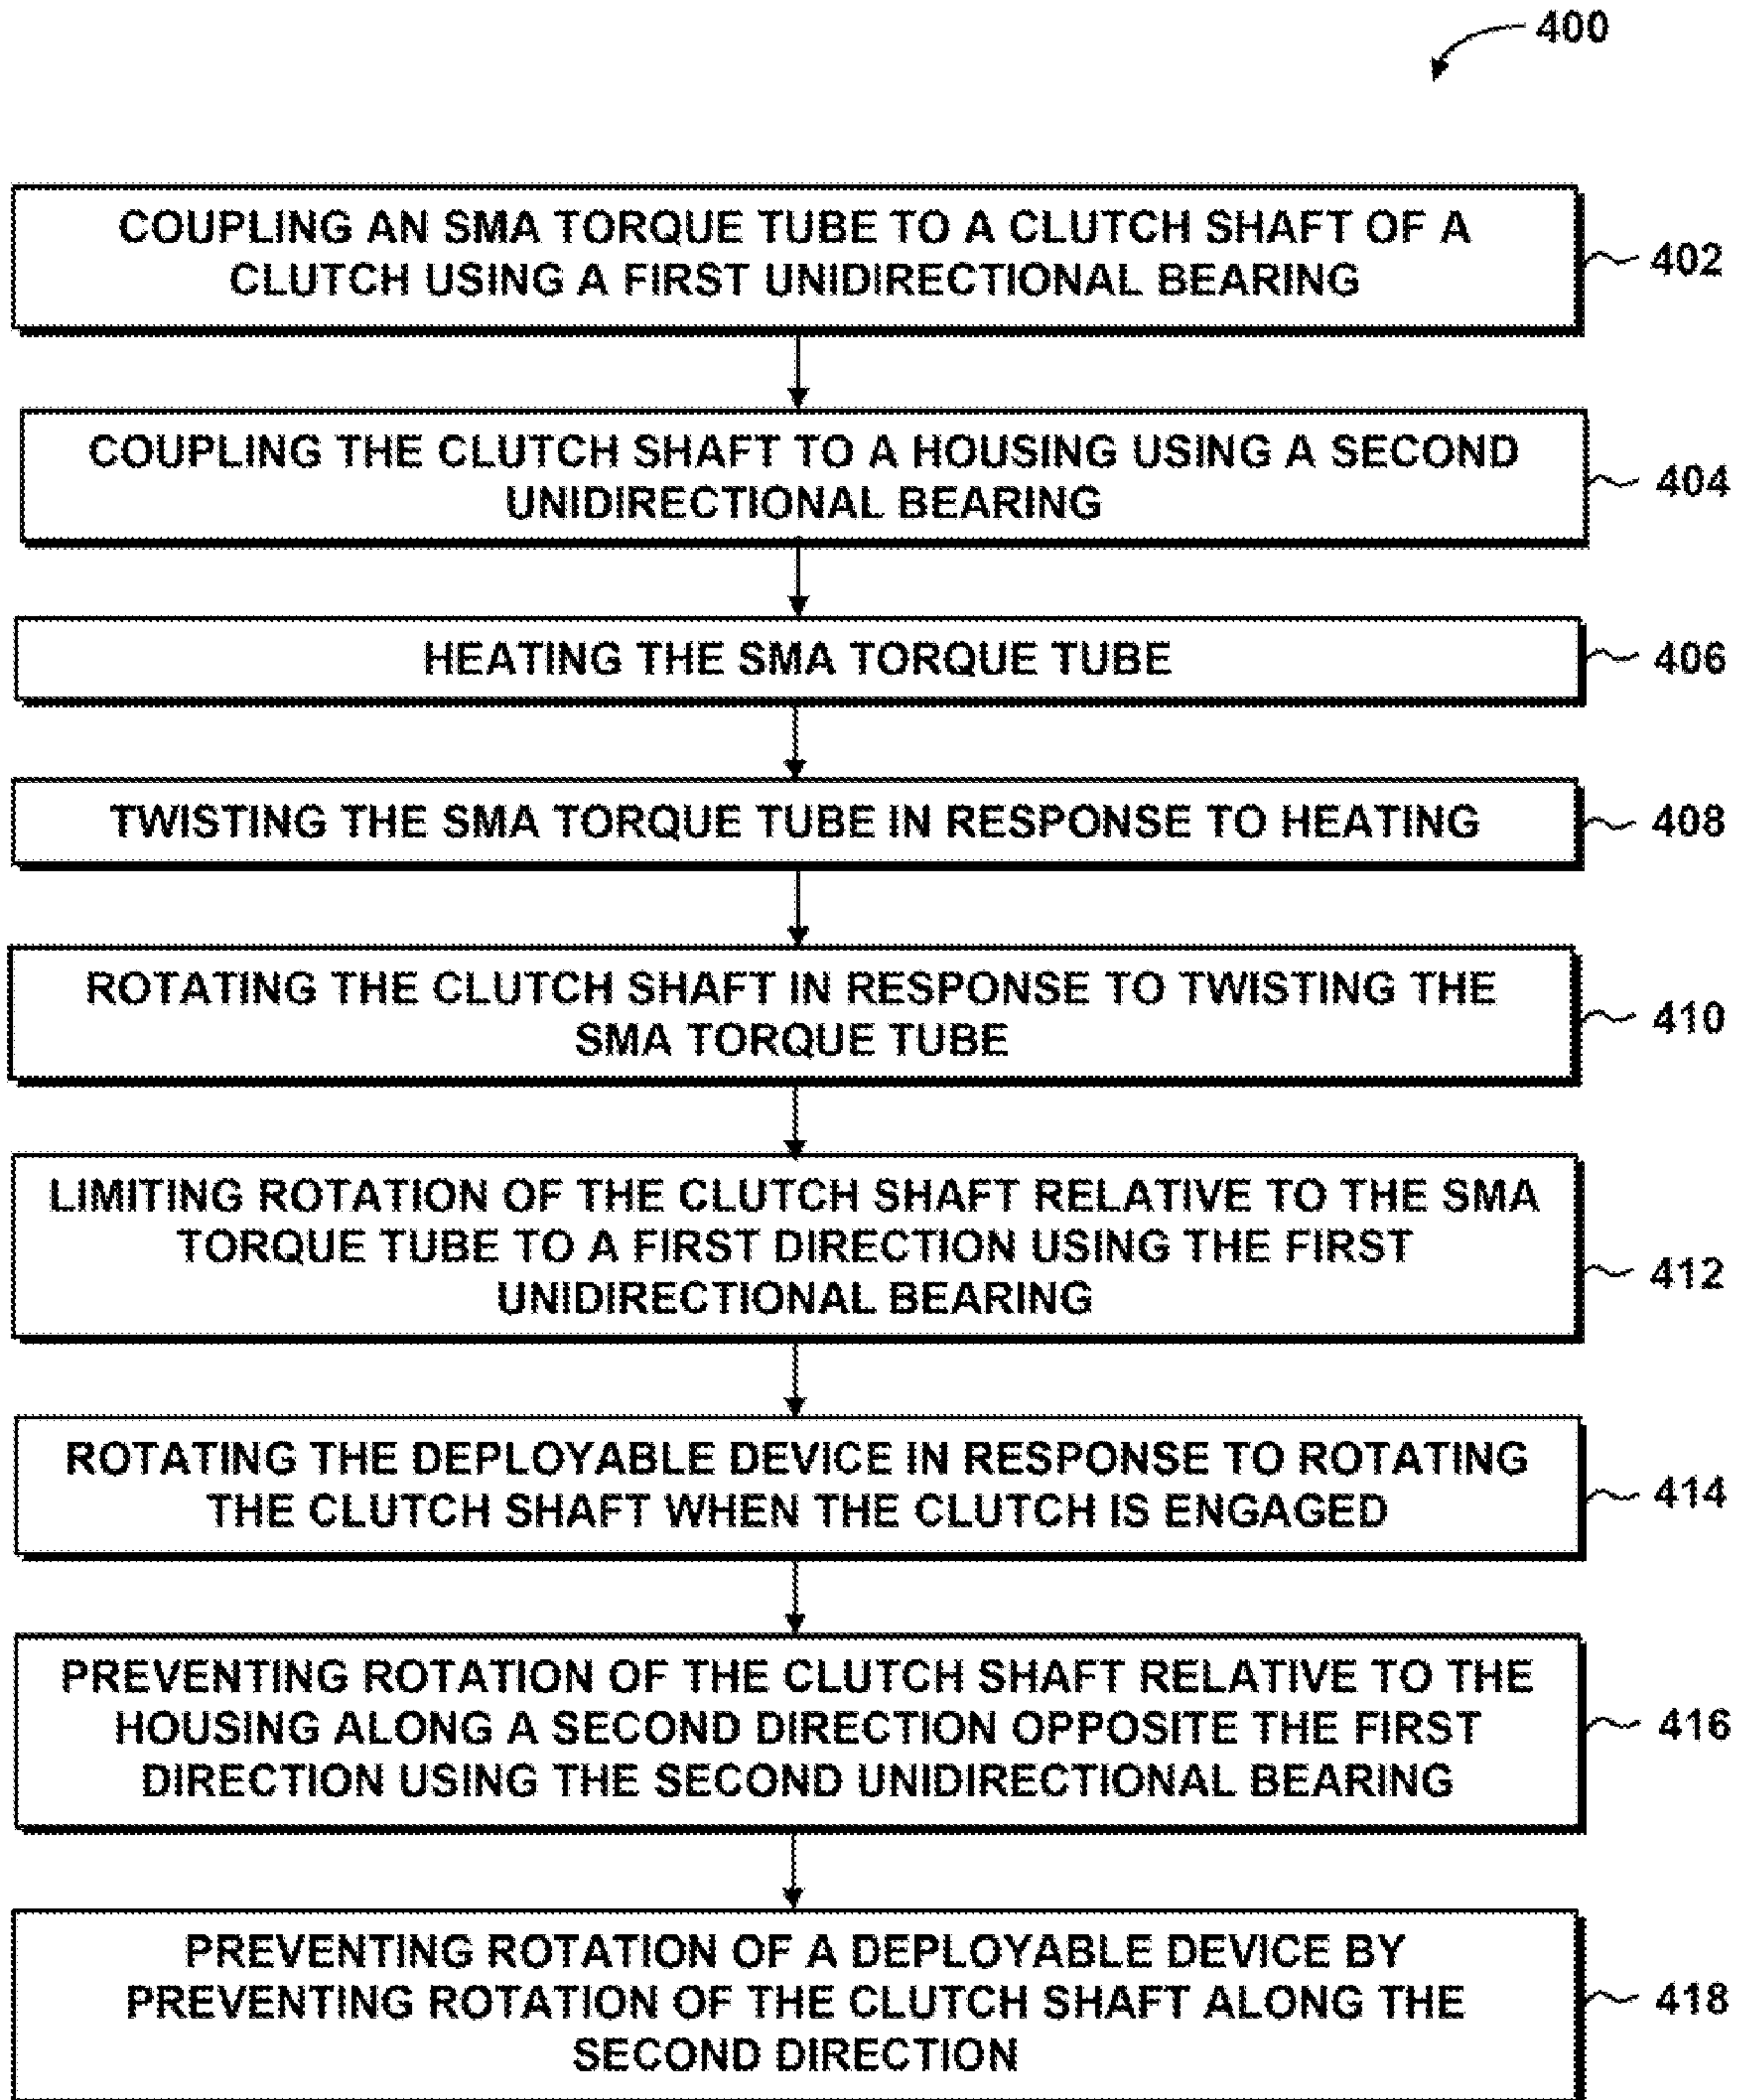 400
COUPLING AN SMA TORQUE TUBE TO A CLUTCH SHAFT OF A
CLUTCH USING A FIRST UNIDIRECTIONAL BEARING
402
COUPLING THE CLUTCH SHAFT TO A HOUSING USING A SECOND
UNIDIRECTIONAL BEARING
404
HEATING THE SMA TORQUE TUBE
406
TWISTING THE SMA TORQUE TUBE IN RESPONSE TO HEATING
408
ROTATING THE CLUTCH SHAFT IN RESPONSE TO TWISTING THE
SMA TORQUE TUBE
410
LIMITING ROTATION OF THE CLUTCH SHAFT RELATIVE TO THE SMA
TORQUE TUBE TO A FIRST DIRECTION USING THE FIRST
UNIDIRECTIONAL BEARING
412
ROTATING THE DEPLOYABLE DEVICE IN RESPONSE TO ROTATING
THE CLUTCH SHAFT WHEN THE CLUTCH IS ENGAGED
414
PREVENTING ROTATION OF THE CLUTCH SHAFT RELATIVE TO THE
HOUSING ALONG A SECOND DIRECTION OPPOSITE THE FIRST
DIRECTION USING THE SECOND UNIDIRECTIONAL BEARING
416
PREVENTING ROTATION OF A DEPLOYABLE DEVICE BY
PREVENTING ROTATION OF THE CLUTCH SHAFT ALONG THE
SECOND DIRECTION
418